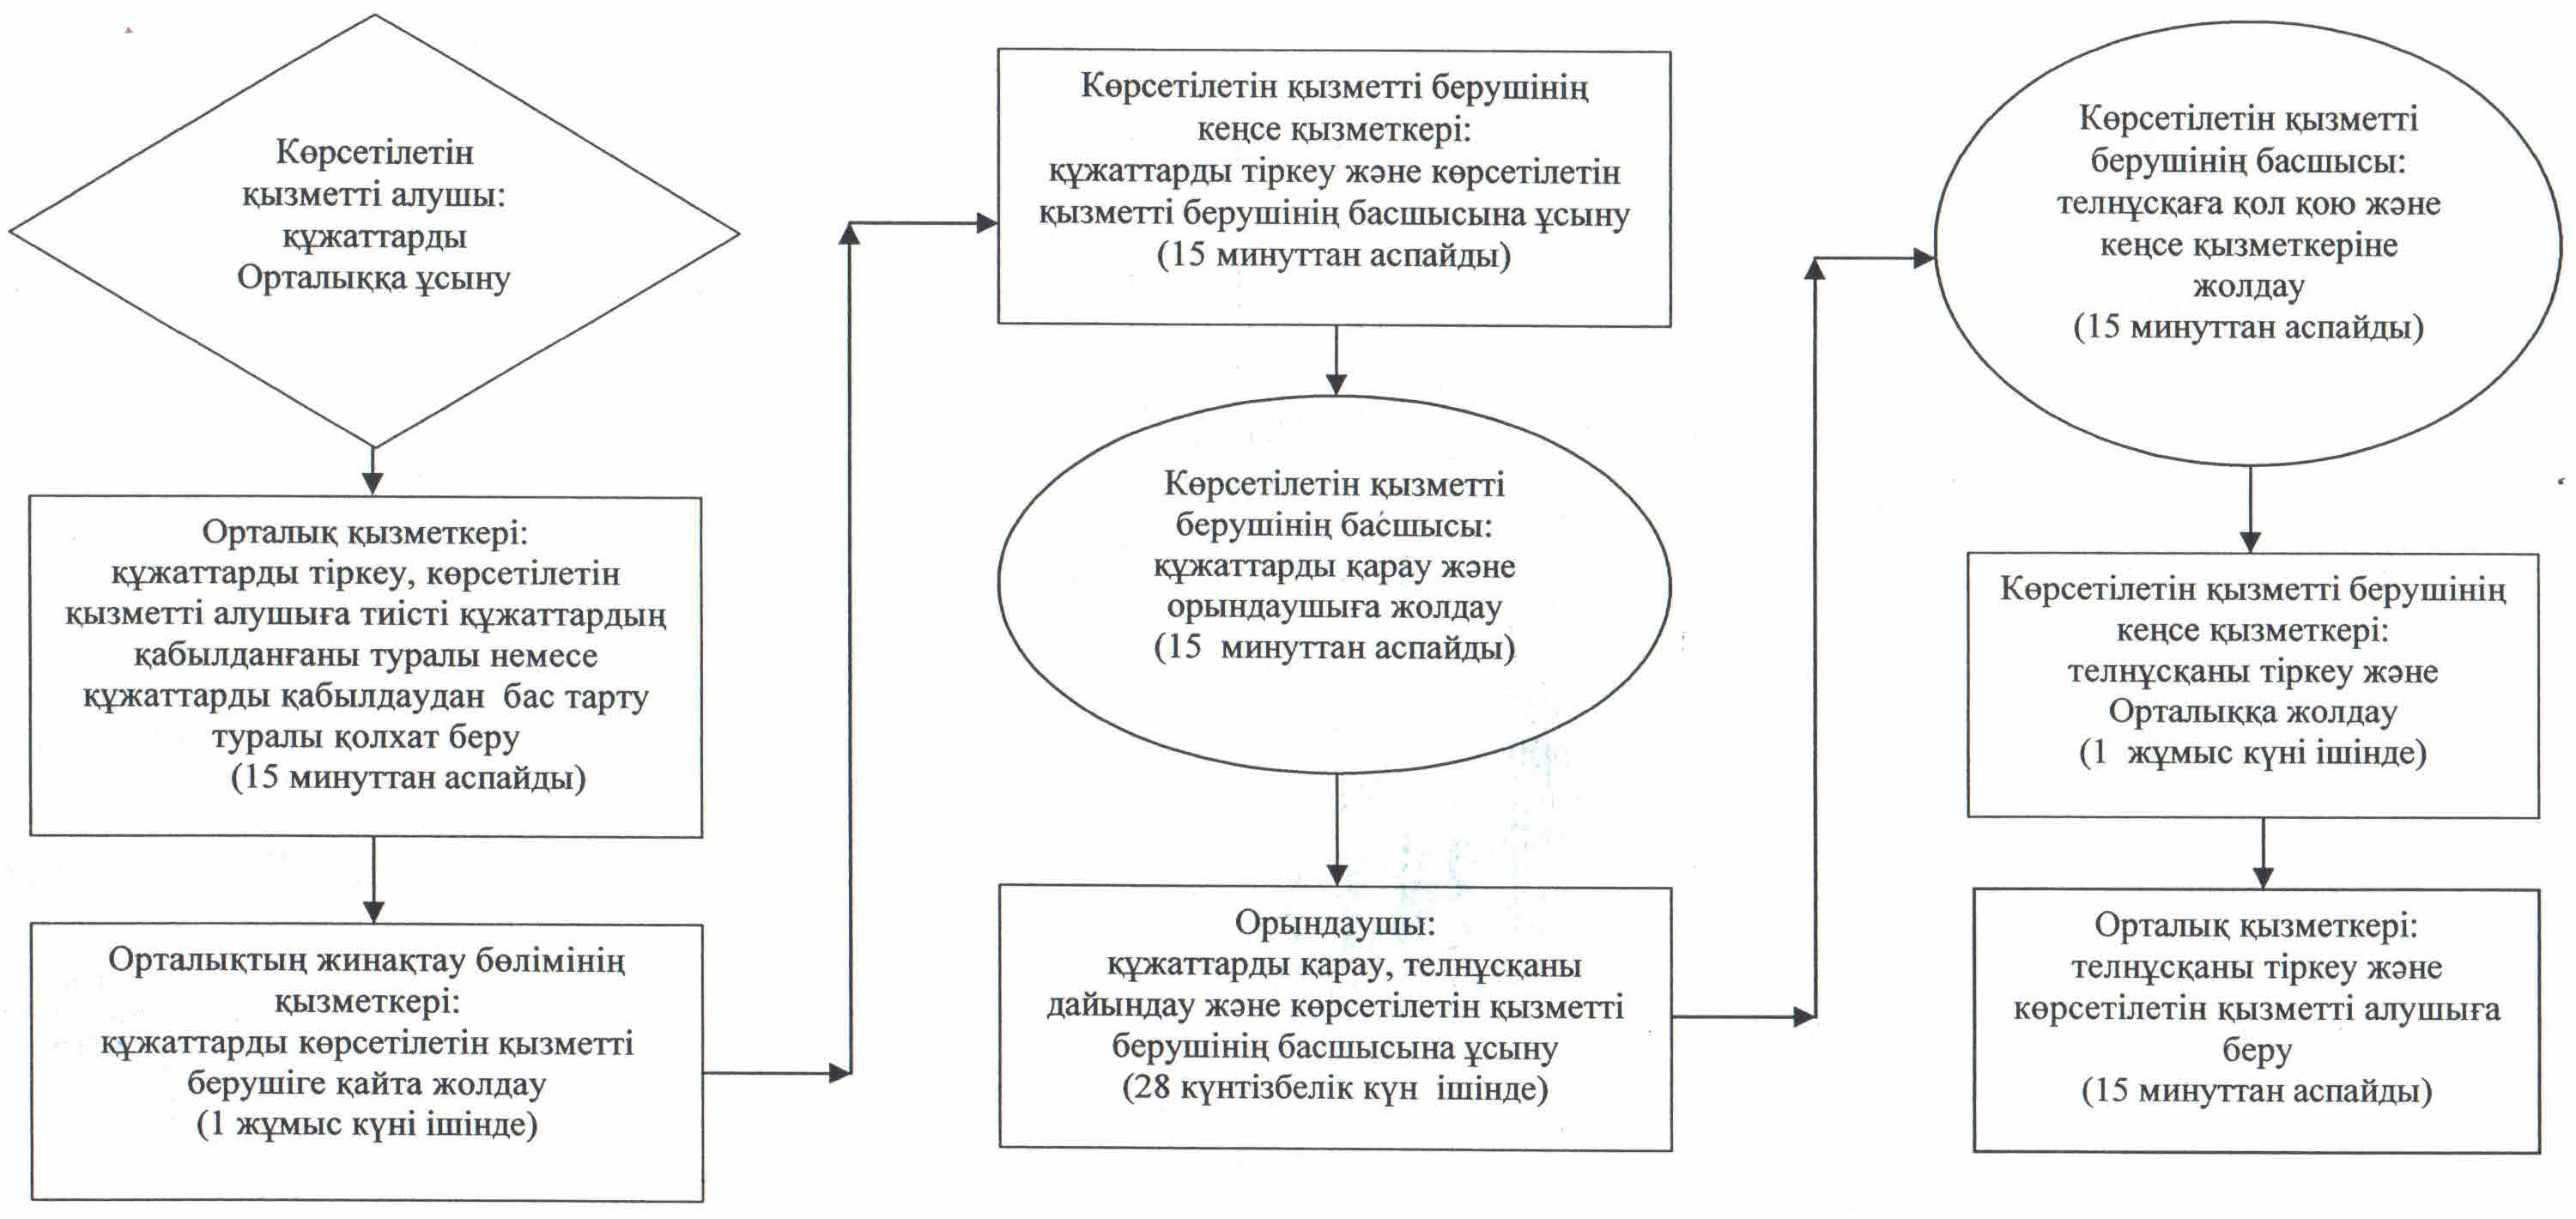 Көрсетілетін
қызметті алушы:
құжаттарды
Орталыққа ұсыну
Орталық қызметкері:
құжаттарды тіркеу, көрсетілетін
қызметті алушыға тиісті құжаттардың
қабылданғаны туралы немесе
құжаттарды қабылдаудан бас тарту
туралы қолхат беру
(15 минуттан аспайды)
Орталықтың жинақтау бөлімінің
қызметкері:
құжаттарды көрсетілетін қызметті
берушіге қайта жолдау
(1 жұмыс күні ішінде)
Көрсетілетін қызметті берушінің
кеңсе қызметкері:
құжаттарды тіркеу және көрсетілетін
қызметті берушінің басшысына ұсыну
(15 минуттан аспайды)
Көрсетілетін қызметті
берушінің басшысы:
құжаттарды қарау және
орындаушыға жолдау
(15 минуттан аспайды)
Орындаушы:
құжаттарды қарау, телнұсқаны
дайындау және көрсетілетін қызметті
берушінің басшысына ұсыну
(28 күнтізбелік күн ішінде)
Көрсетілетін қызметті
берушінің басшысы:
телнұсқаға қол қою және
кеңсе қызметкеріне
жолдау
(15 минуттан аспайды)
Көрсетілетін қызметті берушінің
кеңсе қызметкері:
телнұсқаны тіркеу және
Орталыққа жолдау
(1 жұмыс күні ішінде)
Орталық қызметкері:
телнұсқаны тіркеу және
көрсетілетін қызметті алушыға
беру
(15 минуттан аспайды)